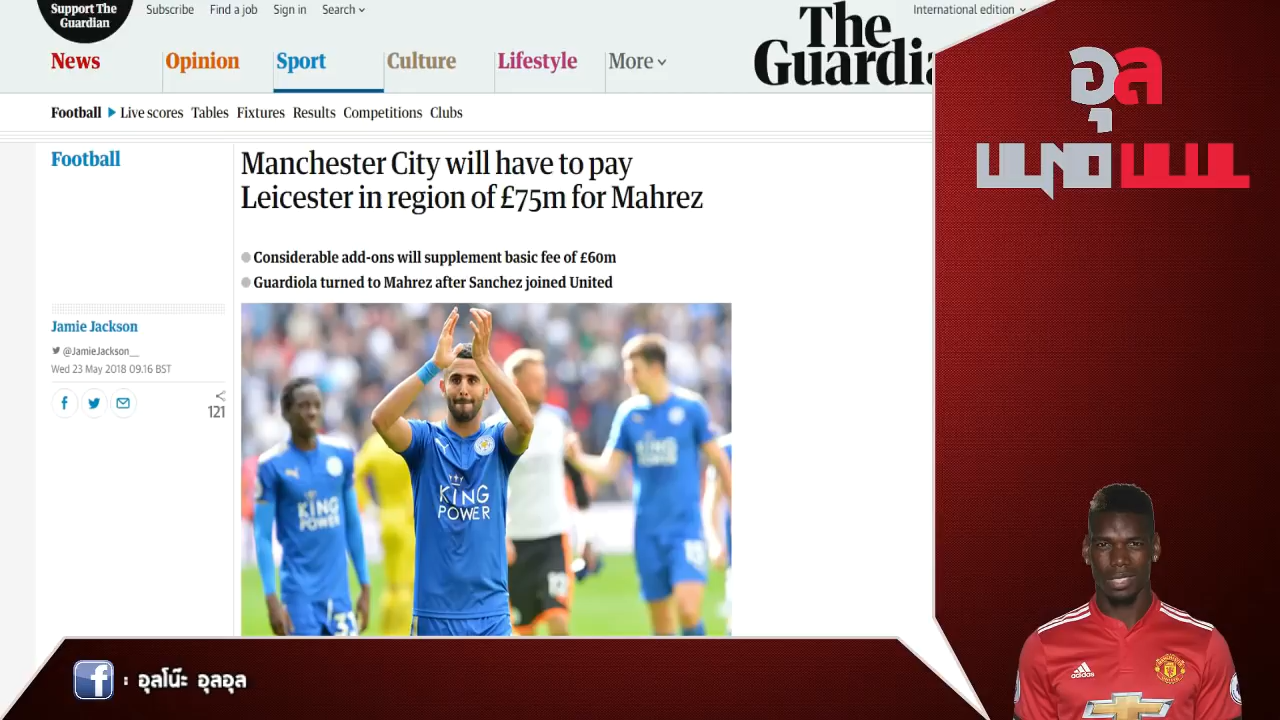 Support The
Guardian
Subscribe Find a job Sign in Search
International edition
The
Guardia
News Opinion Sport Culture Lifestyle More
Football Live scores Tables Fixtures Results Competitions Clubs
Football
Manchester City will have to pay
Leicester in region of £75m for Mahrez
Considerable add-ons will supplement basic fee of £60m
Guardiola turned to Mahrez after Sanchez joined United
Jamie Jackson
@JamieJackson__
Wed 23 May 2018 09.16 BST
121
KING
POWER
KING
POWER
KING
POWER
อุล
adidas
f : อุลโน๊ะ อุลอุล